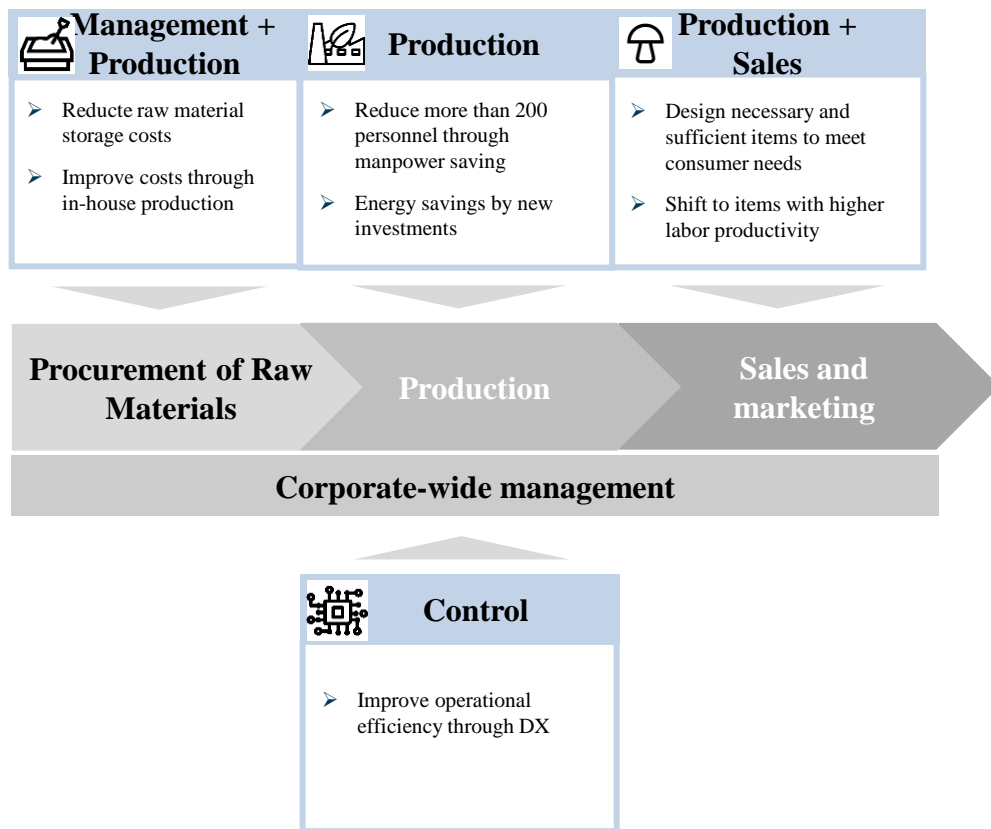 Management +
Production
Production
Production +
Sales
➢ Reducte raw material
storage costs
➢ Improve costs through
in-house production
➢ Reduce more than 200
personnel through
manpower saving
➢ Energy savings by new
investments
➢ Design necessary and
sufficient items to meet
consumer needs
➢ Shift to items with higher
labor productivity
Procurement of Raw
Materials
Production
Sales and
marketing
Corporate-wide management
Control
➢ Improve operational
efficiency through DX